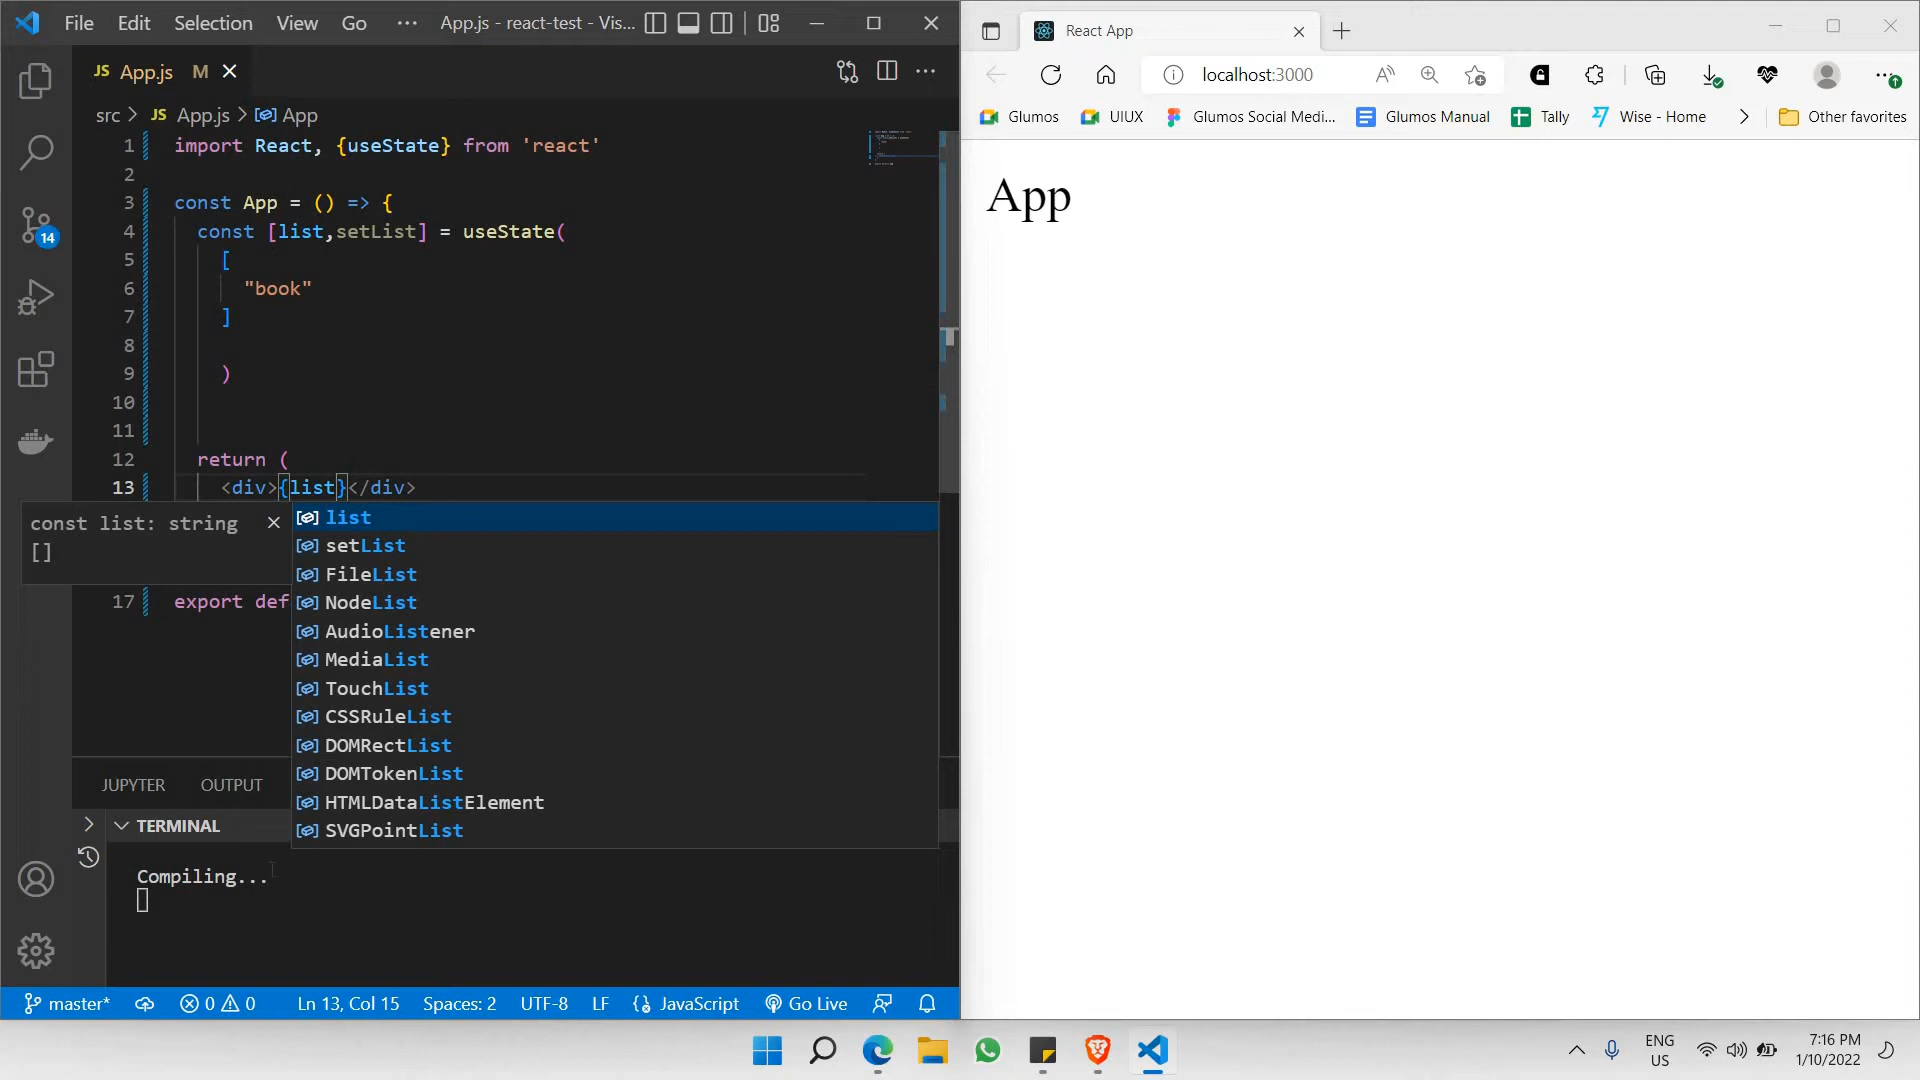 File Edit Selection View Go ··· App.js - react-test - Vis...
JS App.js M
src > JS App.js > App
1 import React, {useState} from 'react'
2
3 const App = () => {
4 const [list,setList] = useState(
5 [
6 "book"
7 ]
8
9 )
10
11
12 return (
13 <div>{list}</div>
const list: string
[]
list
setList
FileList
NodeList
AudioListener
MediaList
TouchList
CSSRuleList
DOMRectList
DOMTokenList
HTMLDataListElement
SVGPointList
17 export def
JUPYTER OUTPUT
TERMINAL
Compiling...
14
master* 0 0 Ln 13, Col 15 Spaces: 2 UTF-8 LF JavaScript Go Live
React App
localhost:3000
Glumos UIUX Glumos Social Medi... Glumos Manual Tally Wise - Home Other favorites
App
ENG
US
7:16 PM
1/10/2022